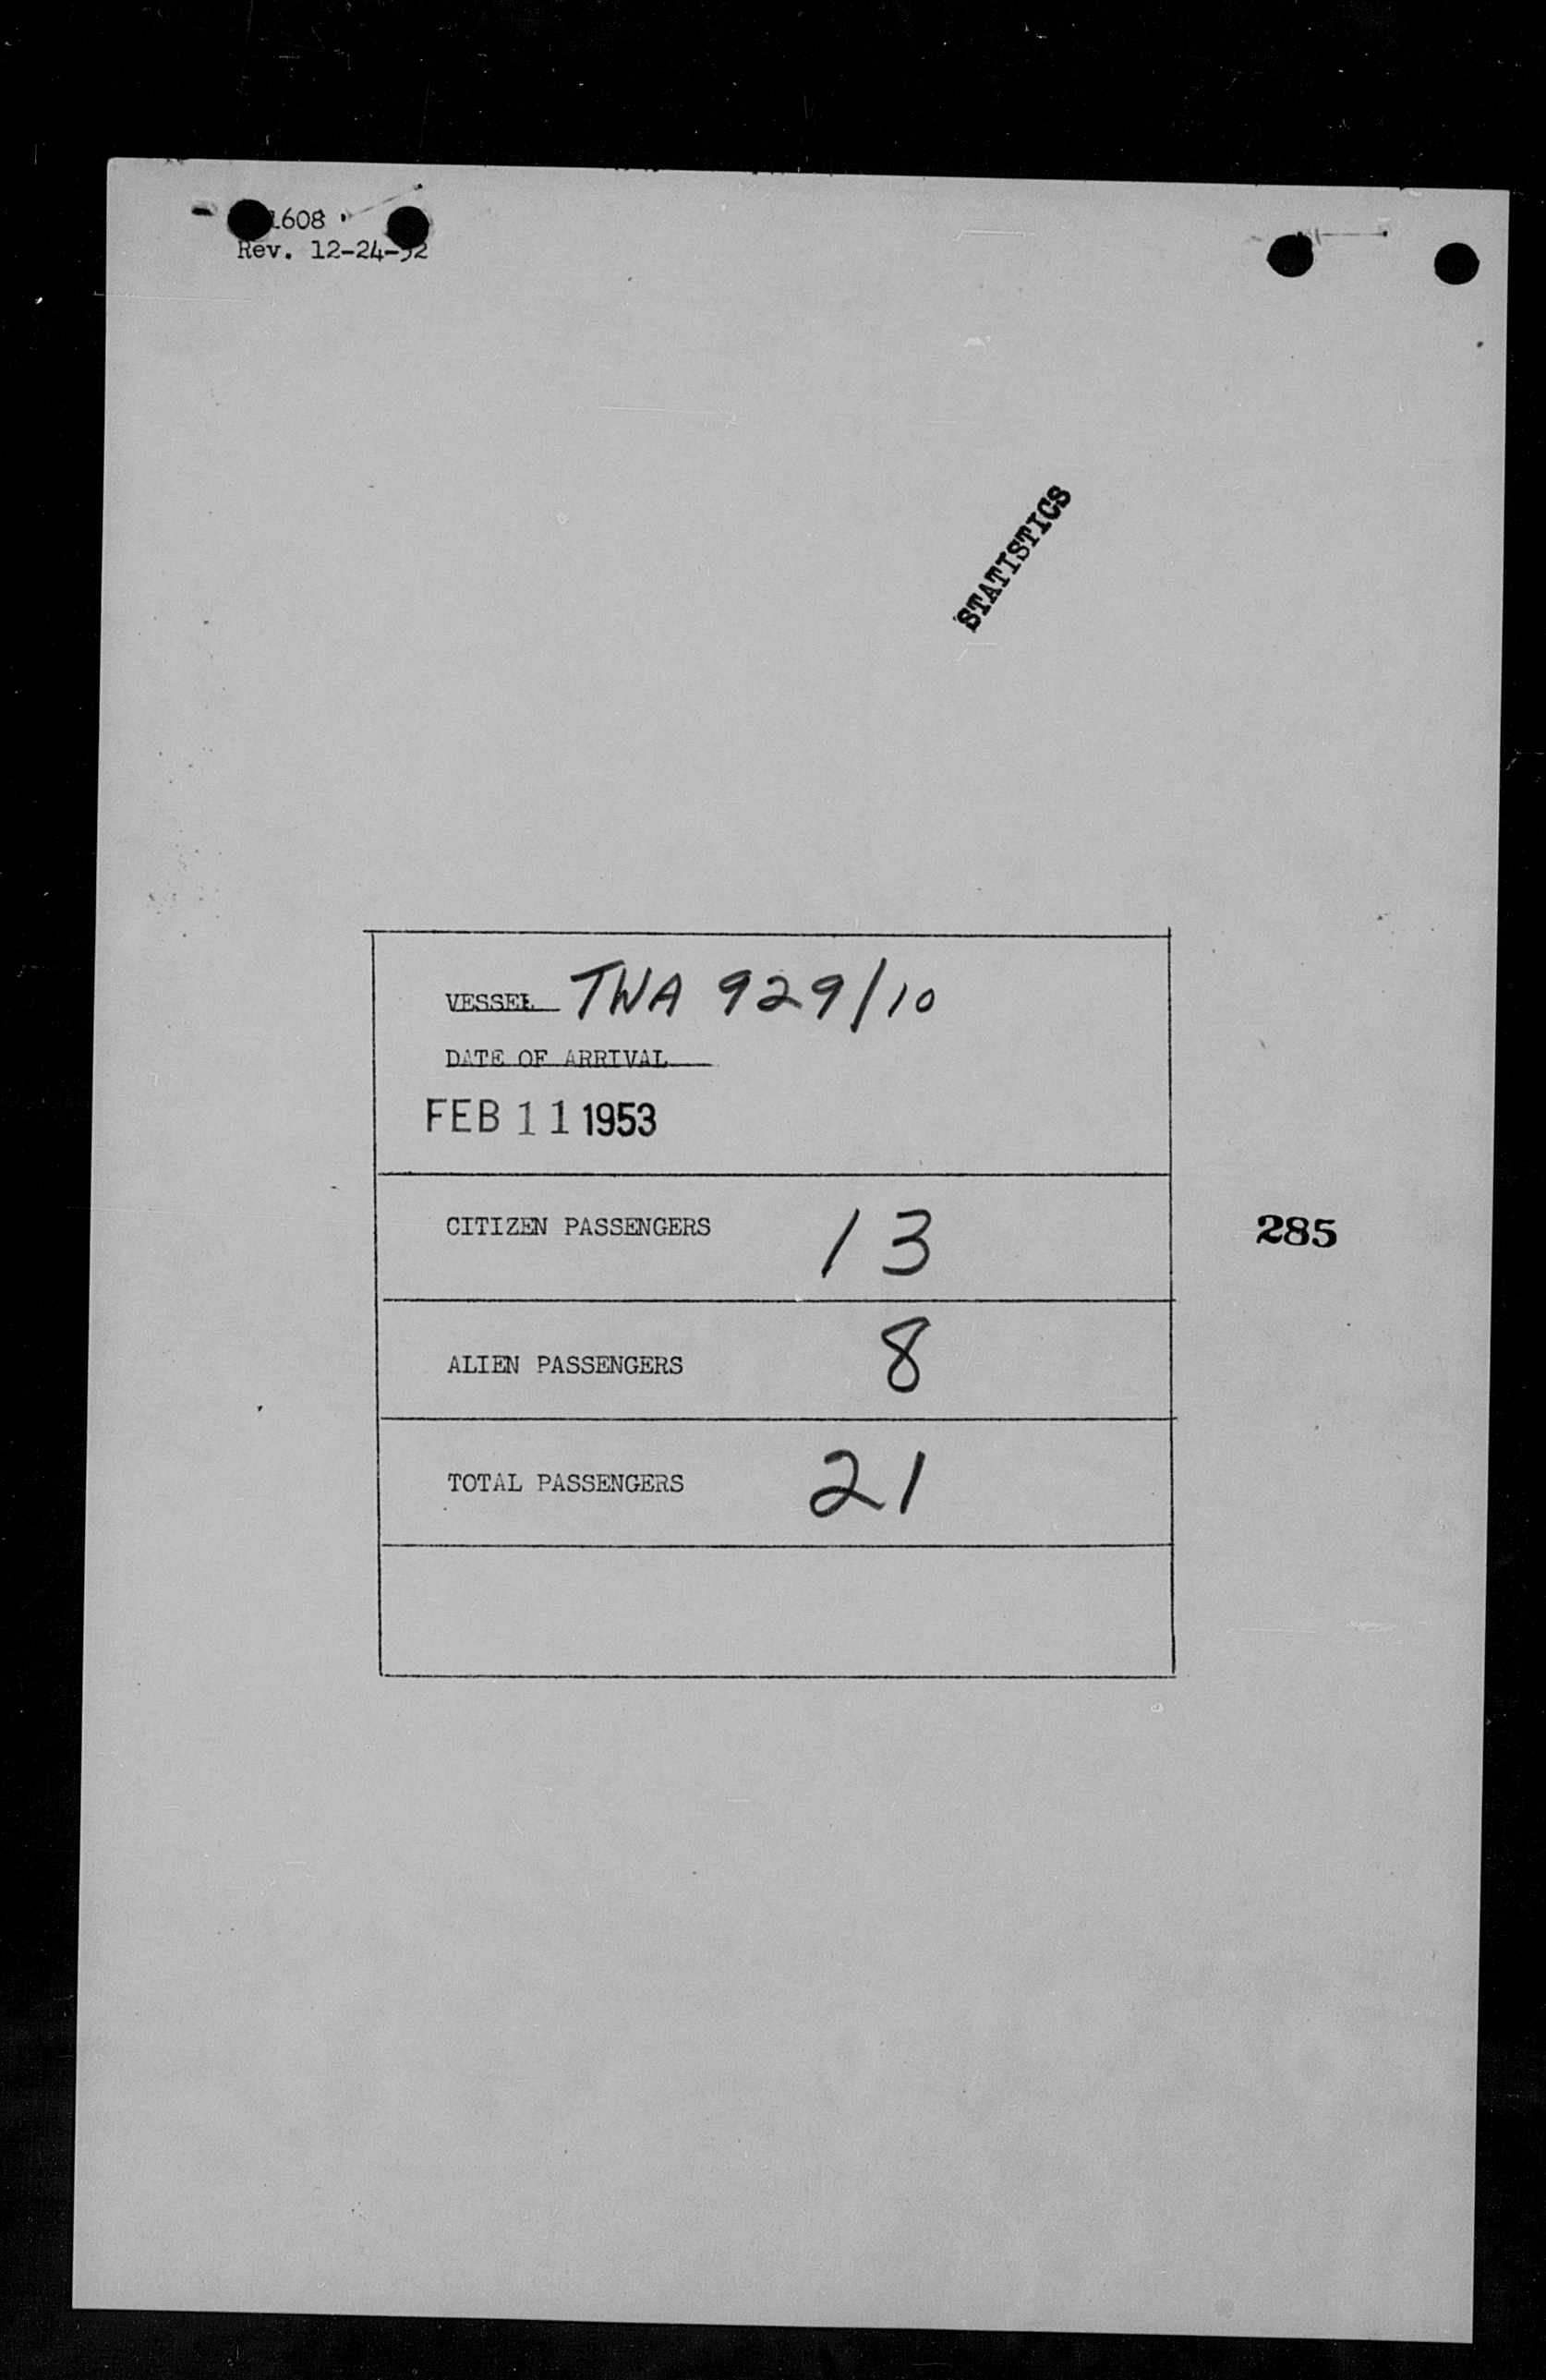 1608
Rev. 12-24-52
STATISTICS
VESSEL TWA 929/10
DATE OF ARRIVAL
FEB 11 1953
CITIZEN PASSENGERS 13
285
ALIEN PASSENGERS 8
TOTAL PASSENGERS 21